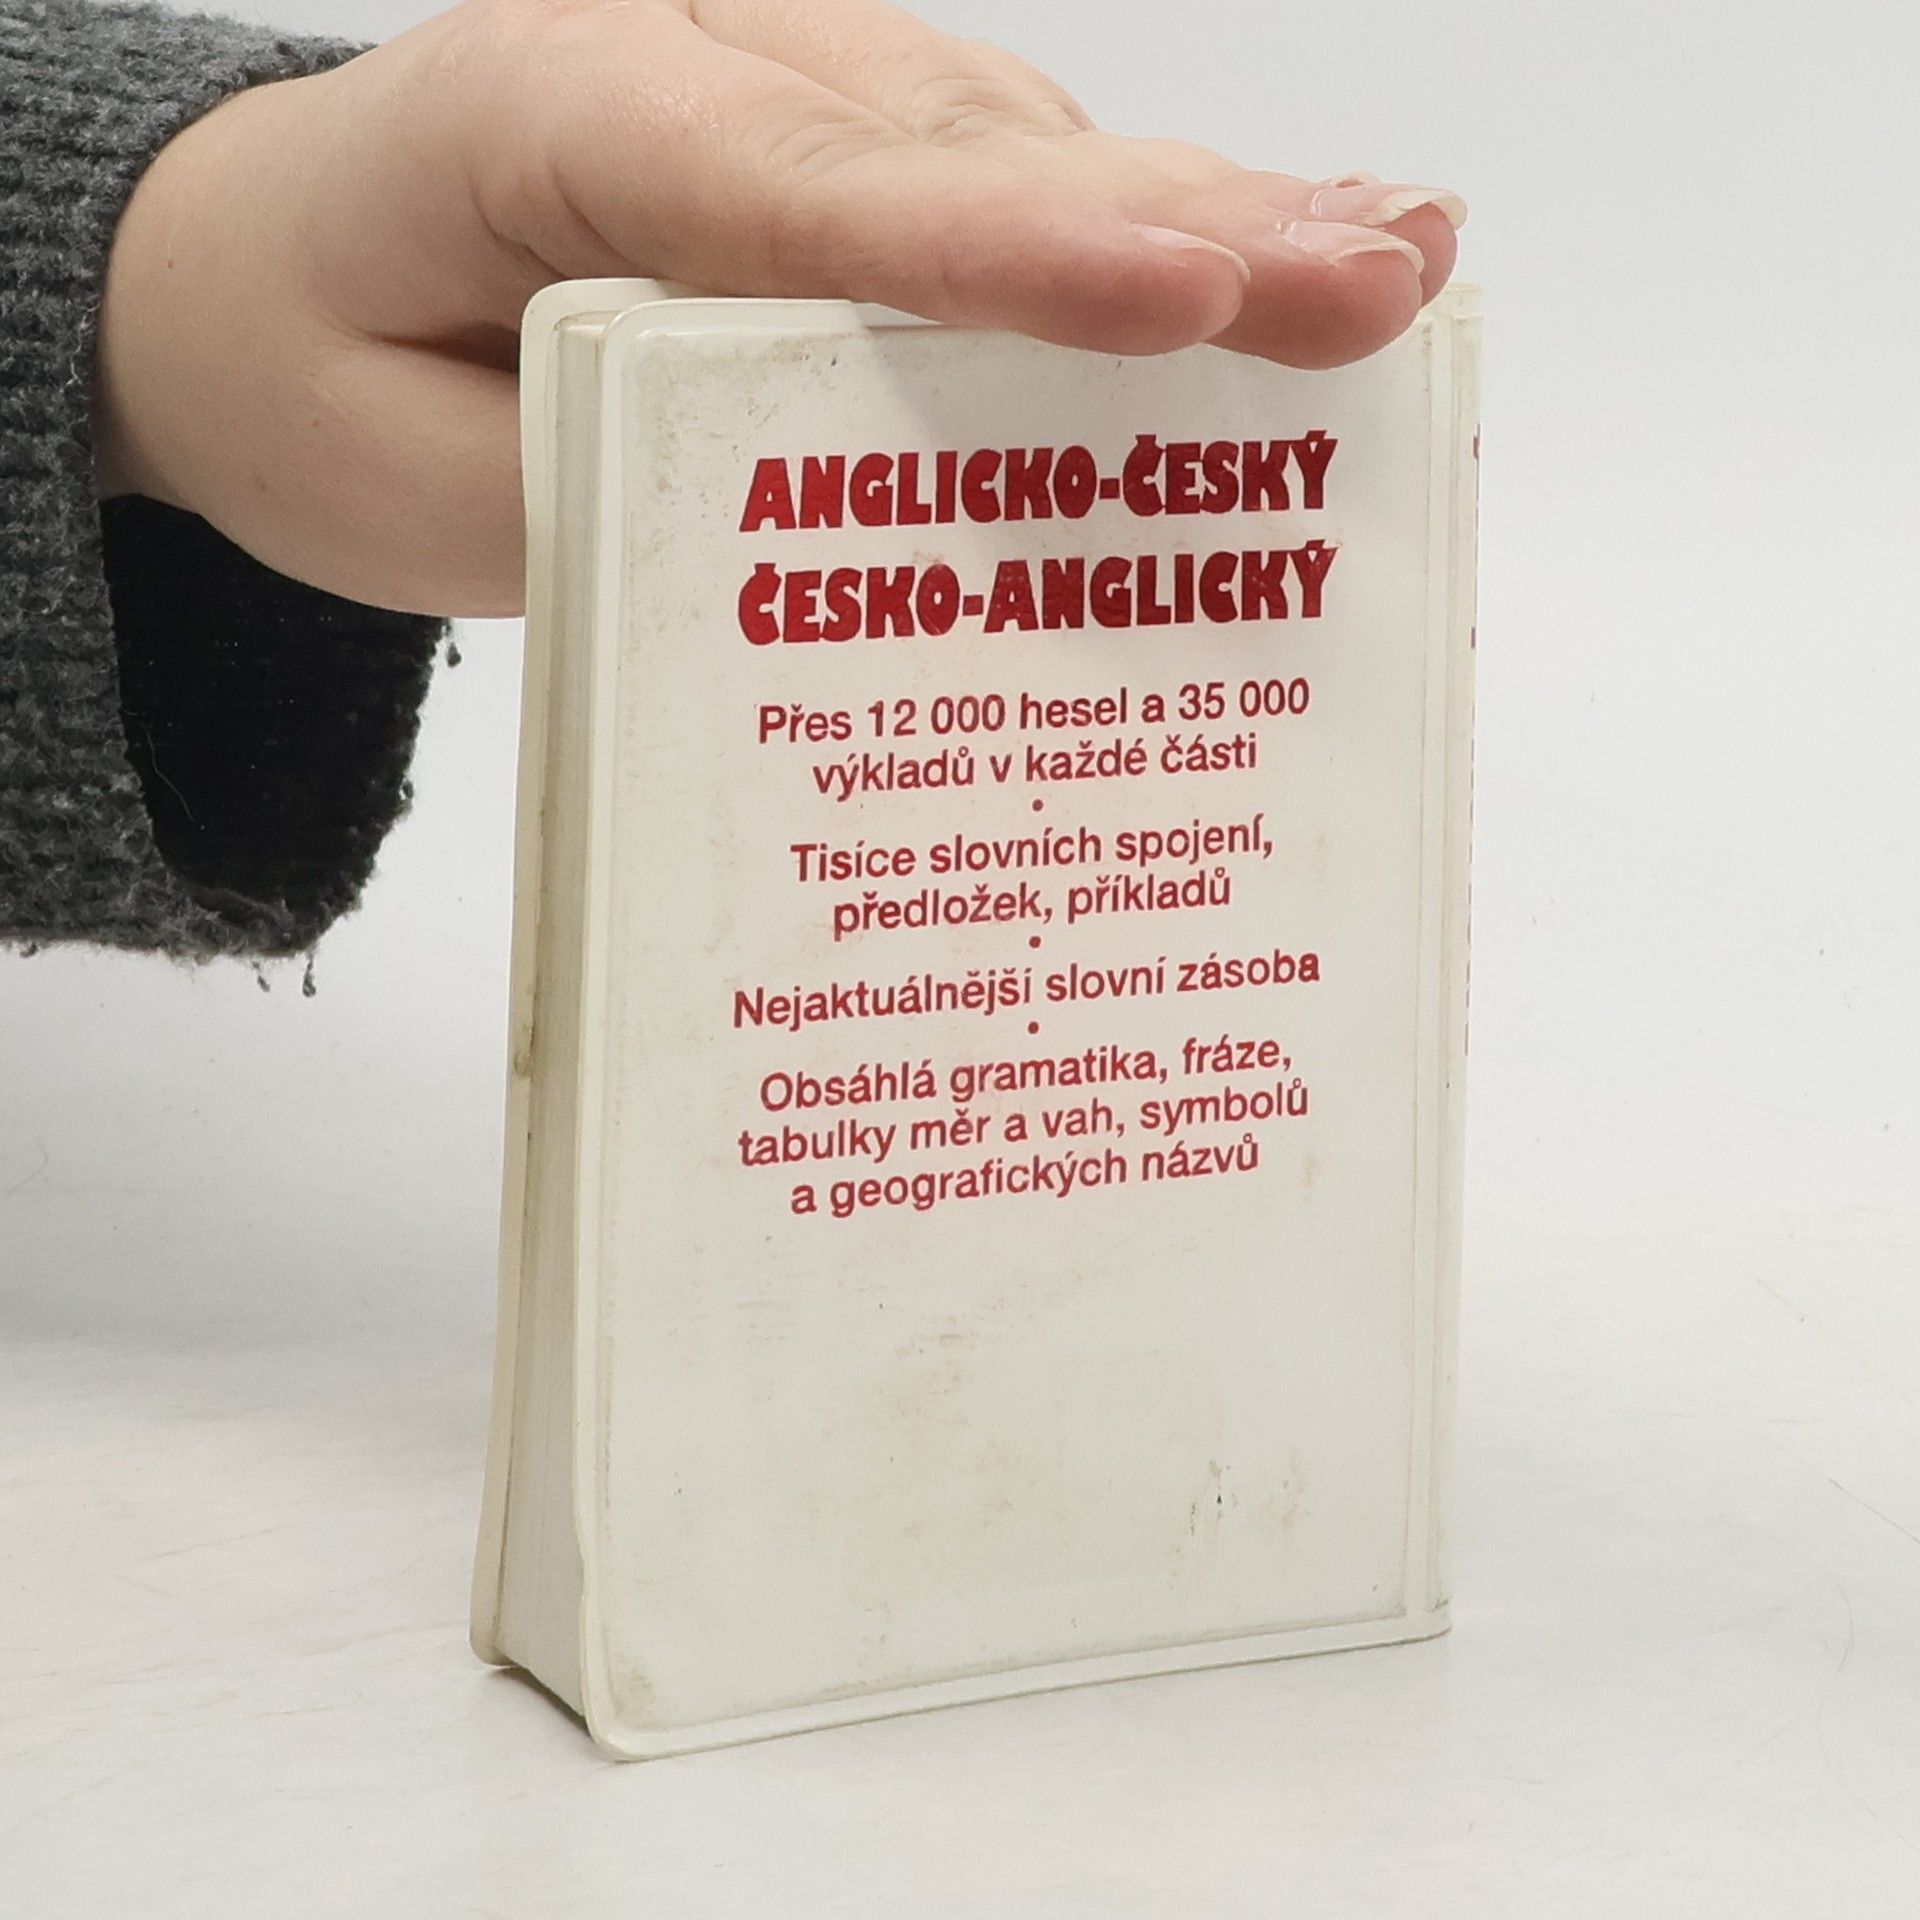 ANGLICKO-ČESKÝ
ČESKO-ANGLICKÝ
Přes 12 000 hesel a 35 000
výkladů v každé části
•
Tisíce slovních spojení,
předložek, příkladů
•
Nejaktuálnější slovní zásoba
•
Obsáhlá gramatika, fráze,
tabulky měr a vah, symbolů
a geografických názvů